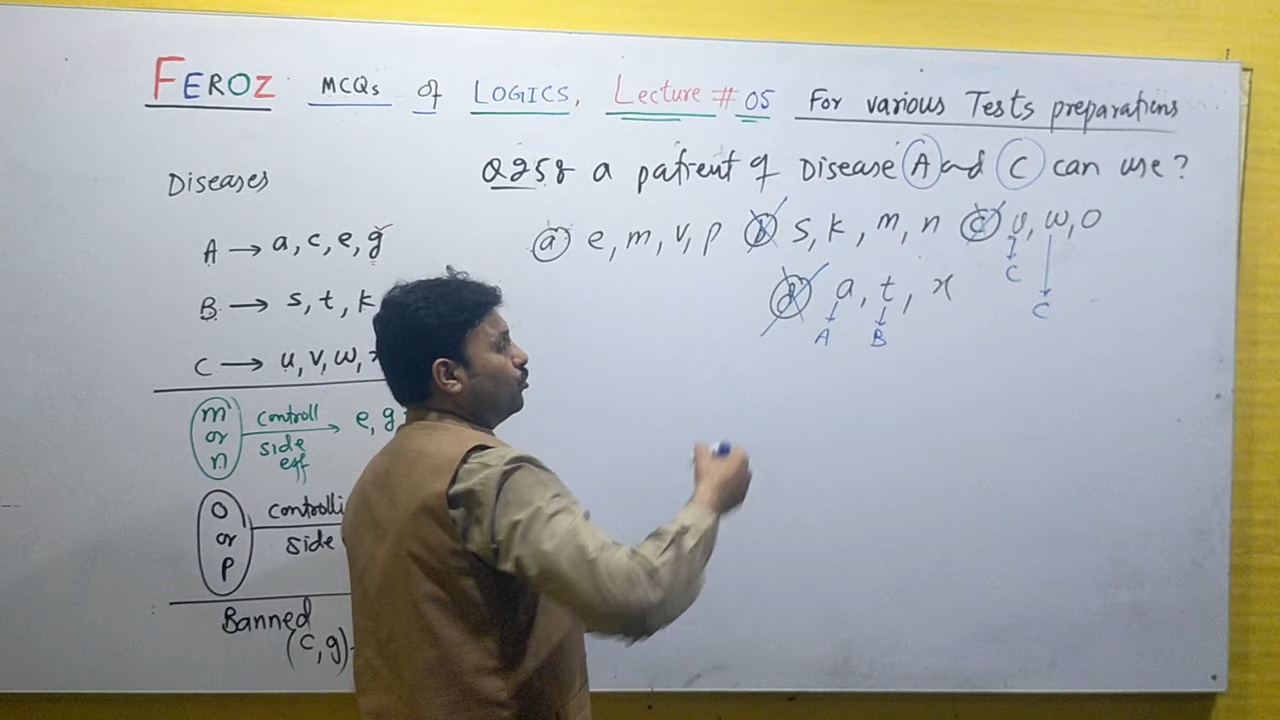 FEROZ MCQs of LOGICS, Lecture # 05 For various Tests preparations
Diseases
A → a, c, e, g
B → s, t, k
C → u, v, w,
m or n controll side eff → e, g
O or P controlli side
Banned
(c, g)
Q25: a patient of Disease A and C can use?
(a) e, m, v, p (b) s, k, m, n (c) v, w, o
C
C
(d) a, t, x
A B